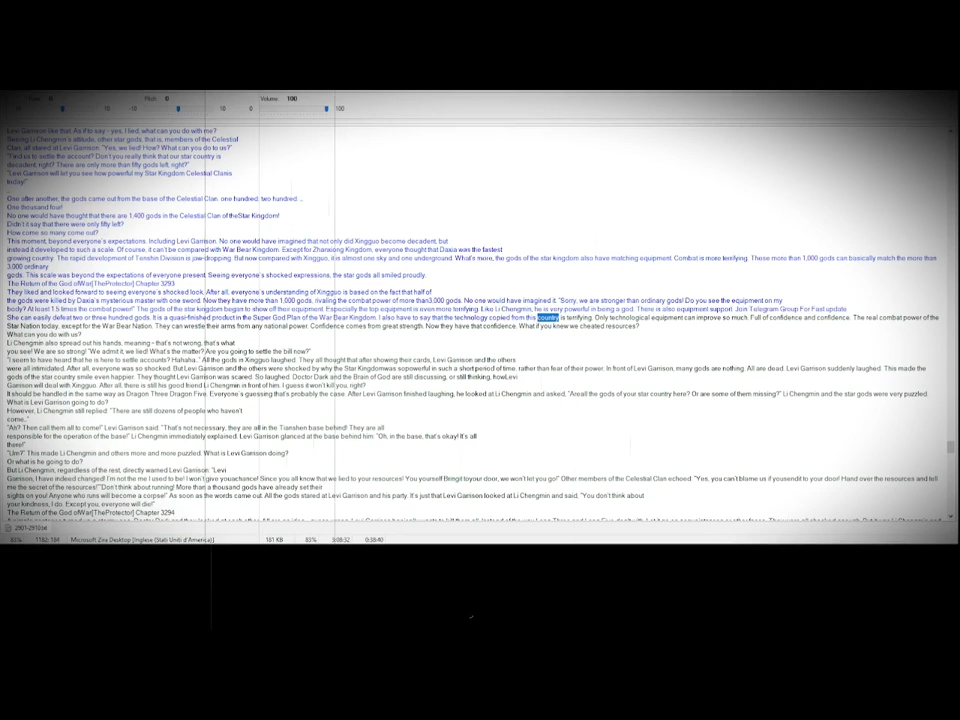 Pitch: 0
Volume: 100
10 -10
10
0
100
Levi Garrison like that, As if to say - yes, I lied, what can you do with me?
Seeing Li Chengmin's attitude, other star gods, that is, members of the Celestial
Clan, all stared at Levi Garrison: "Yes, we lied! How? What can you do to us?"
"Find us to settle the account? Don't you really think that our star country is
decadent, right? There are only more than fifty gods left, right?"
"Levi Garrison will let you see how powerful my Star Kingdom Celestial Clan is
today!"
One after another, the gods came out from the base of the Celestial Clan. one hundred, two hundred. ..
One thousand four!
No one would have thought that there are 1,400 gods in the Celestial Clan of theStar Kingdom!
Didn't it say that there were only fifty left?
How come so many come out?
This moment, beyond everyone's expectations. Including Levi Garrison. No one would have imagined that not only did Xingguo become decadent, but
instead it developed to such a scale. Of course, it can't be compared with War Bear Kingdom. Except for Zhanxiong Kingdom, everyone thought that Daxia was the fastest
growing country. The rapid development of Tenshin Division is jaw-dropping. But now compared with Xingguo, it is almost one sky and one underground. What's more, the gods of the star kingdom also have matching equipment. Combat is more terrifying. These more than 1,000 gods can basically match the more than
3,000 ordinary
gods. This scale was beyond the expectations of everyone present. Seeing everyone's shocked expressions, the star gods all smiled proudly.
The Return of the God ofWar[TheProtector] Chapter 3293
They liked and looked forward to seeing everyone's shocked look. After all, everyone's understanding of Xingguo is based on the fact that half of
the gods were killed by Daxia's mysterious master with one sword. Now they have more than 1,000 gods, rivaling the combat power of more than3,000 gods. No one would have imagined it. "Sorry, we are stronger than ordinary gods! Do you see the equipment on my
body? At least 1.5 times the combat power!" The gods of the star kingdom began to show off their equipment. Especially the top equipment is even more terrifying. Like Li Chengmin, he is very powerful in being a god. There is also equipment support. Join Telegram Group For Fast update
She can easily defeat two or three hundred gods. It is a quasi-finished product in the Super God Plan of the War Bear Kingdom. I also have to say that the technology copied from this country is terrifying. Only technological equipment can improve so much. Full of confidence and confidence. The real combat power of the
Star Nation today, except for the War Bear Nation. They can wrestle their arms from any national power. Confidence comes from great strength. Now they have that confidence. What if you knew we cheated resources?
What can you do with us?
Li Chengmin also spread out his hands, meaning - that's not wrong, that's what
you see! We are so strong! "We admit it, we lied! What's the matter? Are you going to settle the bill now?"
"I seem to have heard that he is here to settle accounts? Hahaha.." All the gods in Xingguo laughed. They all thought that after showing their cards, Levi Garrison and the others
were all intimidated. After all, everyone was so shocked. But Levi Garrison and the others were shocked by why the Star Kingdomwas sopowerful in such a short period of time, rather than fear of their power. In front of Levi Garrison, many gods are nothing. All are dead. Levi Garrison suddenly laughed. This made the
gods of the star country smile even happier. They thought Levi Garrison was scared. So laughed. Doctor Dark and the Brain of God are still discussing, or still thinking, howLevi
Garrison will deal with Xingguo. After all, there is still his good friend Li Chengmin in front of him. I guess it won't kill you, right?
It should be handled in the same way as Dragon Three Dragon Five. Everyone's guessing that's probably the case. After Levi Garrison finished laughing, he looked at Li Chengmin and asked, "Areall the gods of your star country here? Or are some of them missing?" Li Chengmin and the star gods were very puzzled
What is Levi Garrison going to do?
However, Li Chengmin still replied: "There are still dozens of people who haven't
come.."
"Ah? Then call them all to come!" Levi Garrison said. "That's not necessary, they are all in the Tianshen base behind! They are all
responsible for the operation of the base!" Li Chengmin immediately explained. Levi Garrison glanced at the base behind him: "Oh, in the base, that's okay! It's all
there!"
"Um?" This made Li Chengmin and others more and more puzzled. What is Levi Garrison doing?
Or what is he going to do?
But Li Chengmin, regardless of the rest, directly warned Levi Garrison: "Levi
Garrison, I have indeed changed! I'm not the me I used to be! I won't give youachance! Since you all know that we lied to your resources! You yourself Bringit toyour door, we won't let you go!" Other members of the Celestial Clan echoed. "Yes, you can'tblame us if yousendit to your door! Hand over the resources and tell
me the secret of the resources!" "Don't think about running! More than a thousand gods have already set their
sights on you! Anyone who runs will become a corpse!" As soon as the words came out. All the gods stared at Levi Garrison and his party. It's just that Levi Garrison looked at Li Chengmin and said, "You don't think about
your kindness, I do. Except you, everyone will die!"
The Return of the God ofWar[TheProtector] Chapter 3294
2901-2910.txt
83% 1182; 184 Microsoft Zira Desktop [Inglese (Stati Uniti d'America)] 181 KB 83% 0:38:40